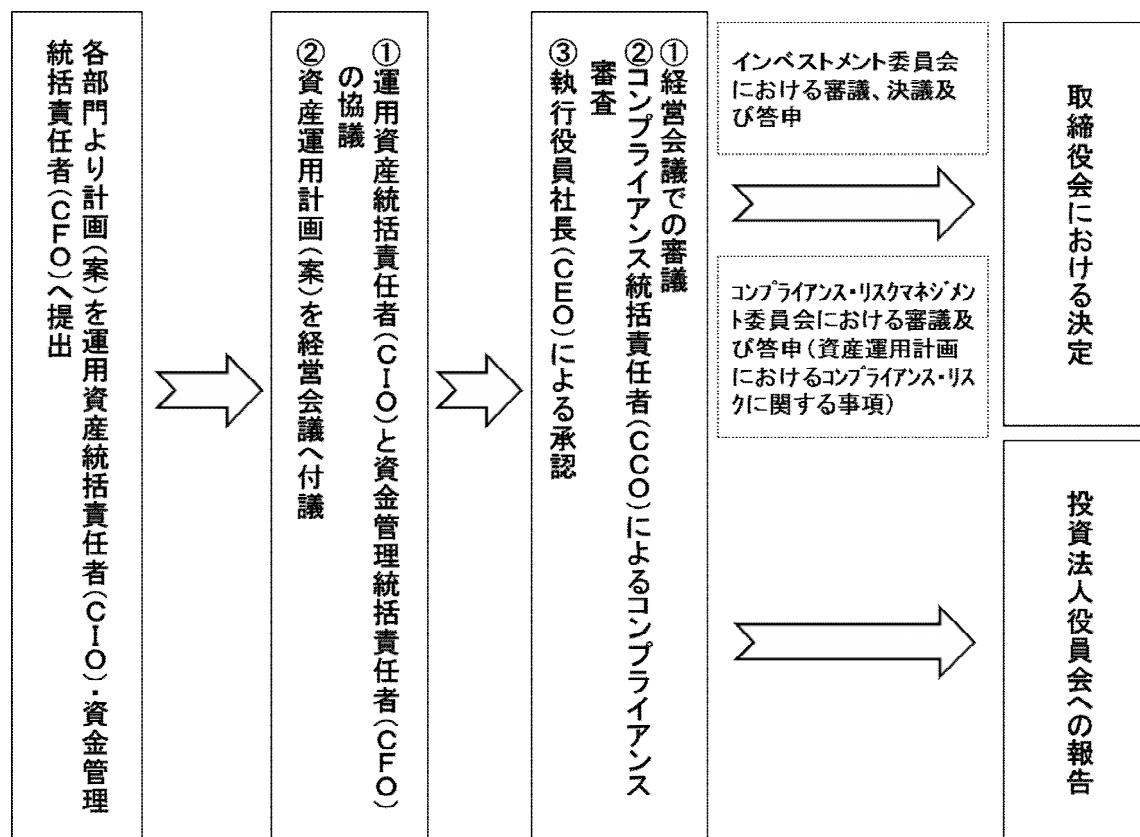 各部門より計画(案)を運用資産統括責任者(CIO)・資金管理
統括責任者(CFO)へ提出
①運用資産統括責任者(CIO)と資金管理統括責任者(CFO)
の協議
②資産運用計画(案)を経営会議へ付議
①経営会議での審議
②コンプライアンス統括責任者(CCO)によるコンプライアンス
審査
③執行役員社長(CEO)による承認
インベストメント委員会
における審議、決議及
び答申
コンプライアンス・リスクマネジメン
ト委員会における審議及
び答申(資産運用計画
におけるコンプライアンス・リス
クに関する事項)
取締役会における決定
投資法人役員会への報告